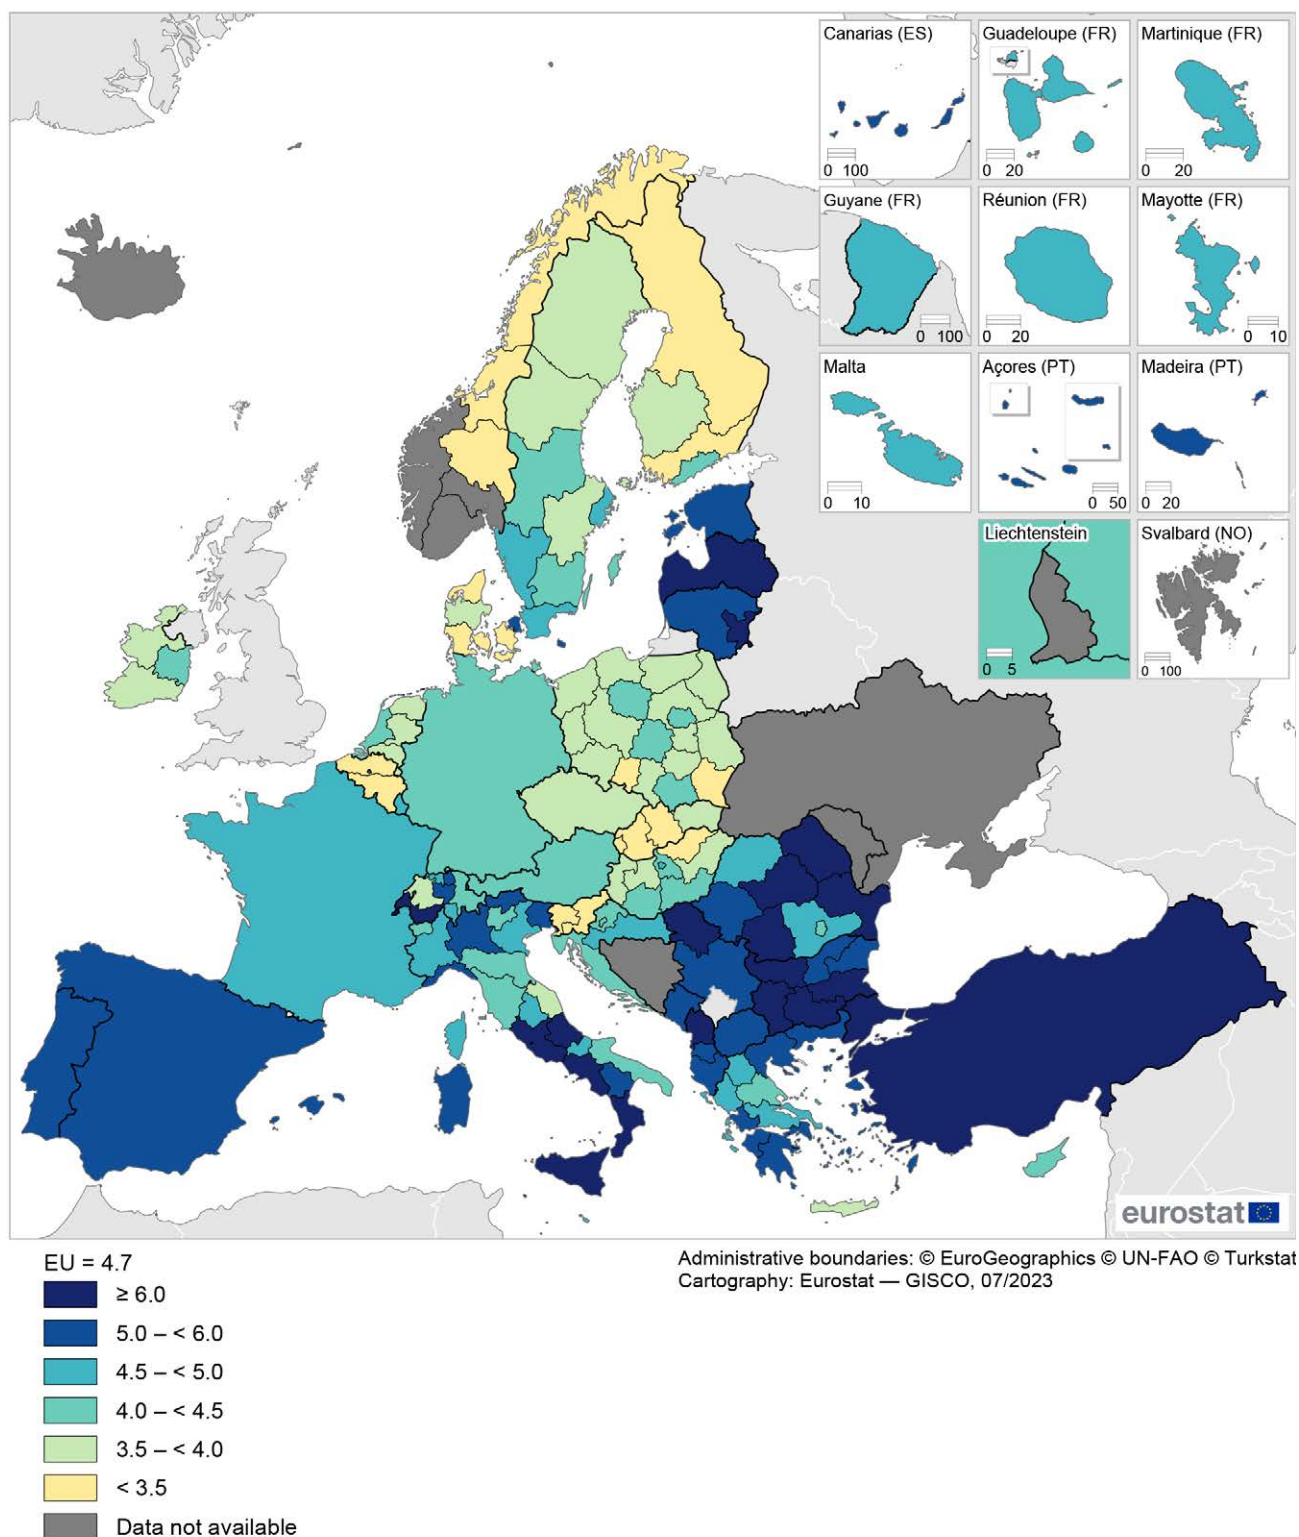 Canarias (ES)
0 100
Guadeloupe (FR)
0 20
Martinique (FR)
0 20
Guyane (FR)
0 100
Réunion (FR)
0 20
Mayotte (FR)
0 10
Malta
0 10
Açores (PT)
0 50
Madeira (PT)
0 20
Liechtenstein
0 5
Svalbard (NO)
0 100
eurostat
EU = 4.7
≥ 6.0
5.0 – < 6.0
4.5 – < 5.0
4.0 – < 4.5
3.5 – < 4.0
< 3.5
Data not available
Administrative boundaries: © EuroGeographics © UN-FAO © Turkstat
Cartography: Eurostat — GISCO, 07/2023